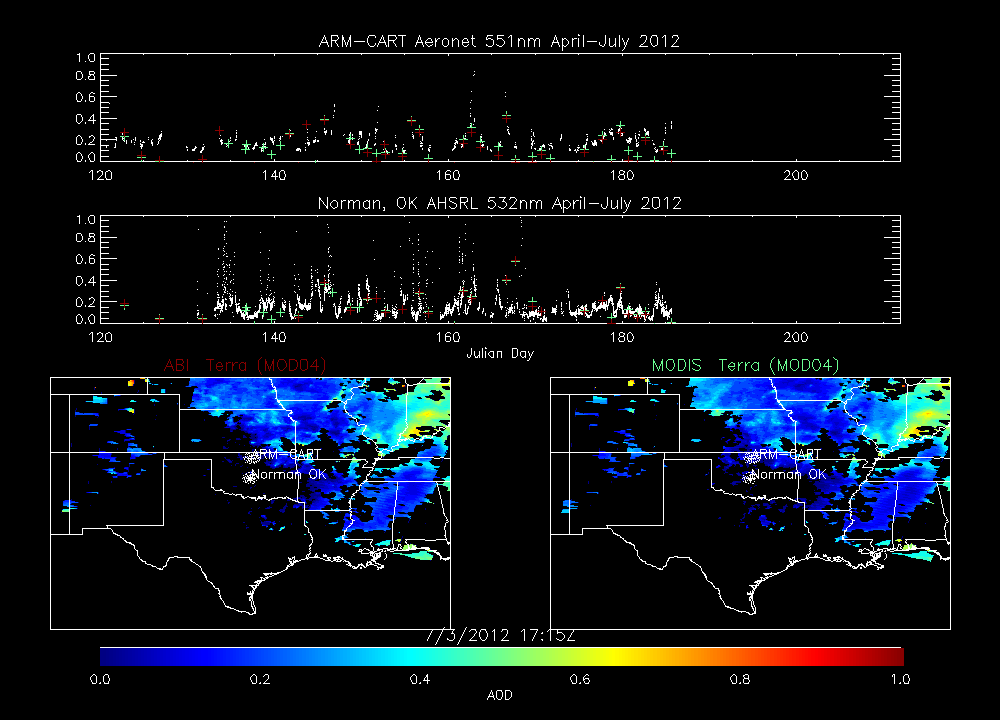 ARM-CART Aeronet 551nm April-July 2012
1.0
0.8
0.6
0.4
0.2
0.0
120 140 160 180 200
Norman, OK AHSRL 532nm April-July 2012
1.0
0.8
0.6
0.4
0.2
0.0
120 140 160 180 200
Julian Day
ABI Terra (MOD04)
MODIS Terra (MOD04)
ARM-CART
Norman OK
ARM-CART
Norman OK
7/3/2012 17:15Z
0.0 0.2 0.4 0.6 0.8 1.0
AOD